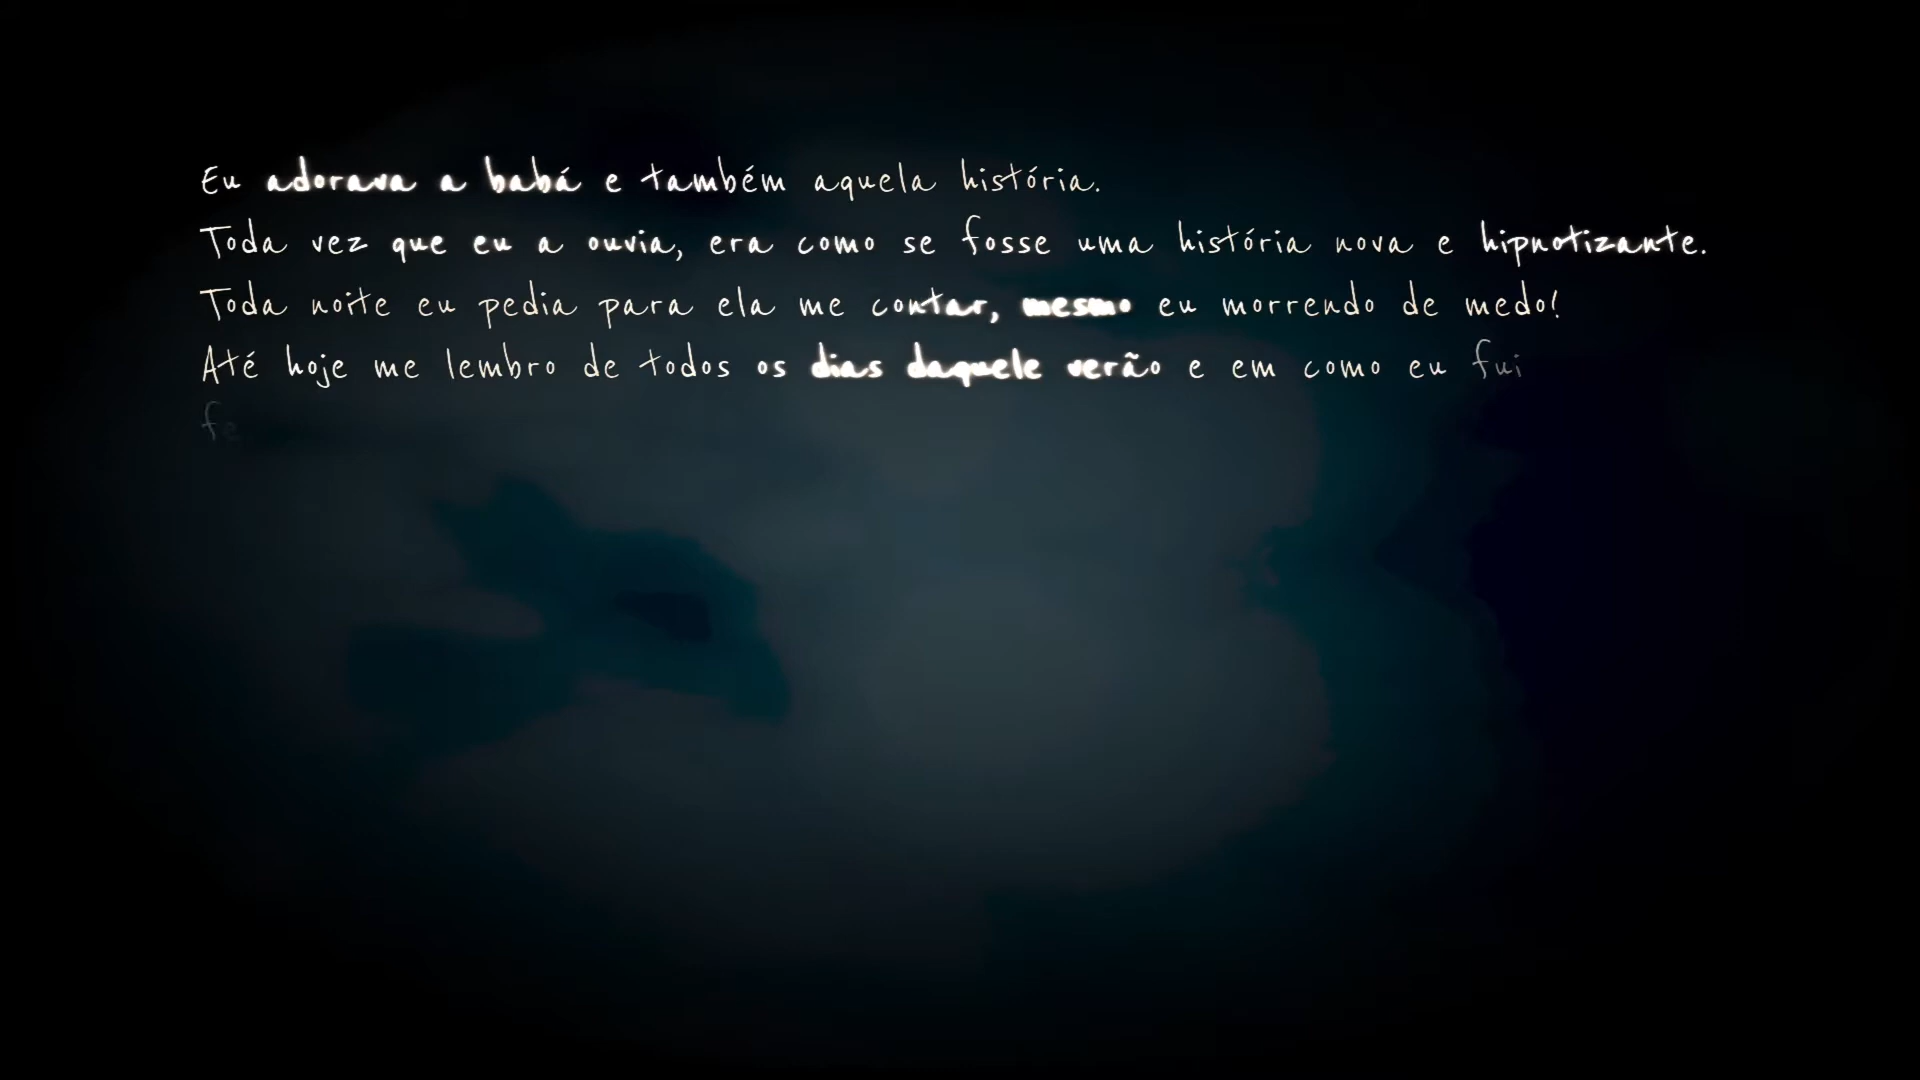 Eu adorava a babá e também aquela história.
Toda vez que eu a ouvia, era como se fosse uma história nova e hipnotizante.
Toda noite eu pedia para ela me contar, mesmo eu morrendo de medo!
Até hoje me lembro de todos os dias daquele verão e em como eu fui
fe